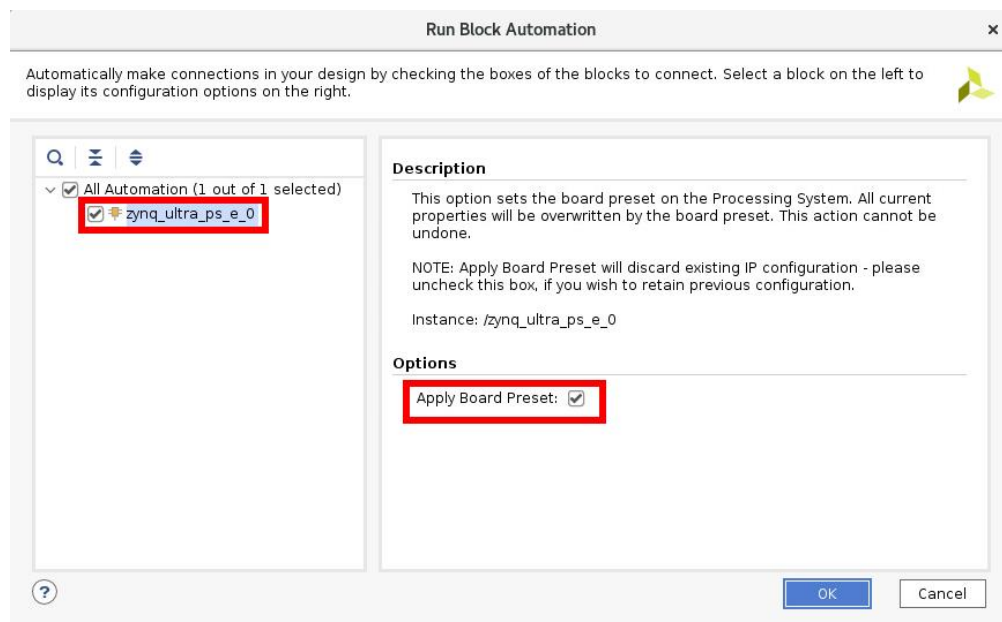 Run Block Automation
Automatically make connections in your design by checking the boxes of the blocks to connect. Select a block on the left to
display its configuration options on the right.
All Automation (1 out of 1 selected)
zynq_ultra_ps_e_0
Description
This option sets the board preset on the Processing System. All current
properties will be overwritten by the board preset. This action cannot be
undone.
NOTE: Apply Board Preset will discard existing IP configuration - please
uncheck this box, if you wish to retain previous configuration.
Instance: /zynq_ultra_ps_e_0
Options
Apply Board Preset:
?
OK
Cancel